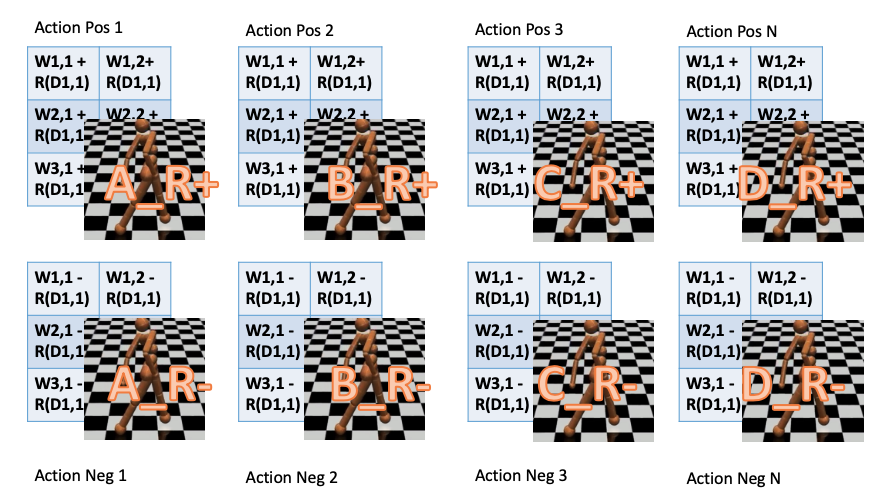 Action Pos 1
Action Pos 2
Action Pos 3
Action Pos N
W1,1 + W1,2+
R(D1,1) R(D1,1)
W2,1 + W2,2 +
R(D1,1
W3,1 +
R(D1,1
A_R+
W1,1 + W1,2+
R(D1,1) R(D1,1)
W2,1 + W2,2 +
R(D1,1)
W3,1 +
R(D1,1)
B_R+
W1,1 + W1,2+
R(D1,1) R(D1,1)
W2,1 + W2,2 +
R(D1,1)
W3,1 +
R(D1,1)
C_R+
W1,1 + W1,2+
R(D1,1) R(D1,1)
W2,1 + W2,2 +
R(D1,1)
W3,1 +
R(D1,1)
D_R+
W1,1 - W1,2 -
R(D1,1) R(D1,1)
W2,1 -
R(D1,1
W3,1 -
R(D1,1
A_R-
W1,1 - W1,2 -
R(D1,1) R(D1,1)
W2,1 -
R(D1,1)
W3,1 -
R(D1,1)
B_R-
W1,1 - W1,2 -
R(D1,1) R(D1,1)
W2,1 -
R(D1,1)
W3,1 -
R(D1,1)
C_R-
W1,1 - W1,2 -
R(D1,1) R(D1,1)
W2,1 -
R(D1,1)
W3,1 -
R(D1,1)
D_R-
Action Neg 1
Action Neg 2
Action Neg 3
Action Neg N